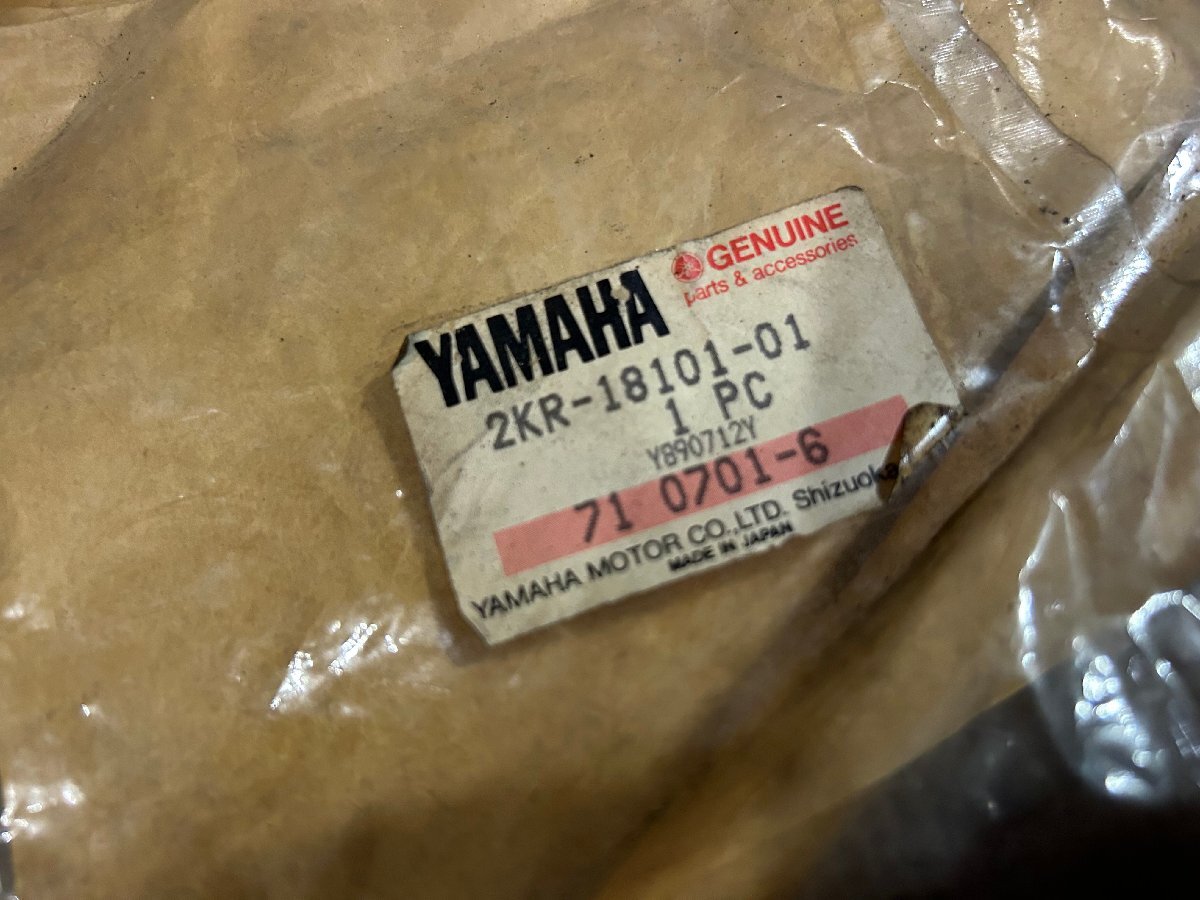 YAMAHA
GENUINE
parts & accessories
2KR-18101-01
1 PC
Y890712Y
71 0701-6
YAMAHA MOTOR CO.,LTD. Shizuoka
MADE IN JAPAN